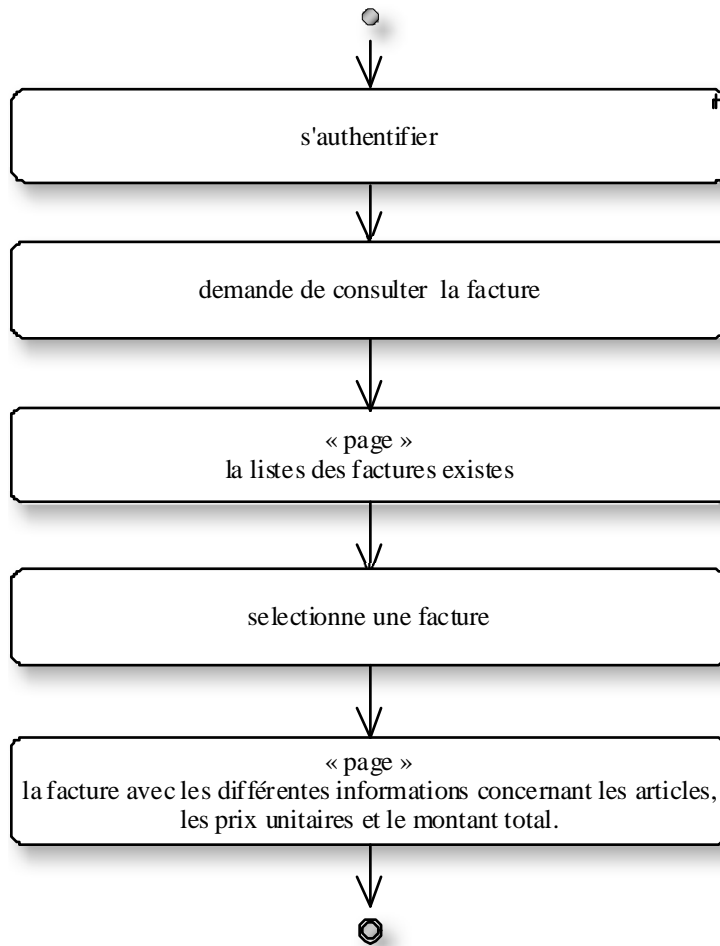 s'authentifier
demande de consulter la facture
« page »
la listes des factures existes
selectionne une facture
« page »
la facture avec les différentes informations concernant les articles,
les prix unitaires et le montant total.